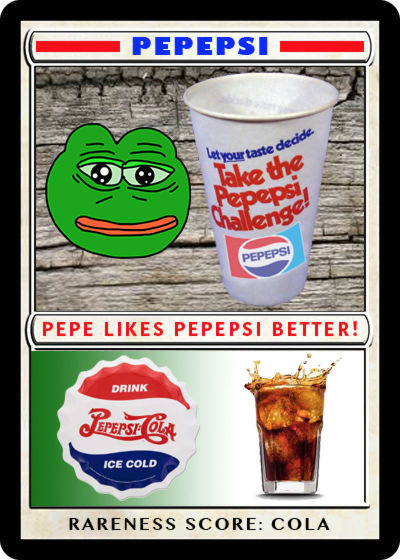 PEPEPSI
Let your taste decide.
Take the
Pepepsi
Challenge!
PEPEPSI
PEPE LIKES PEPEPSI BETTER!
DRINK
PEPEPSI-COLA
ICE COLD
RARENESS SCORE: COLA